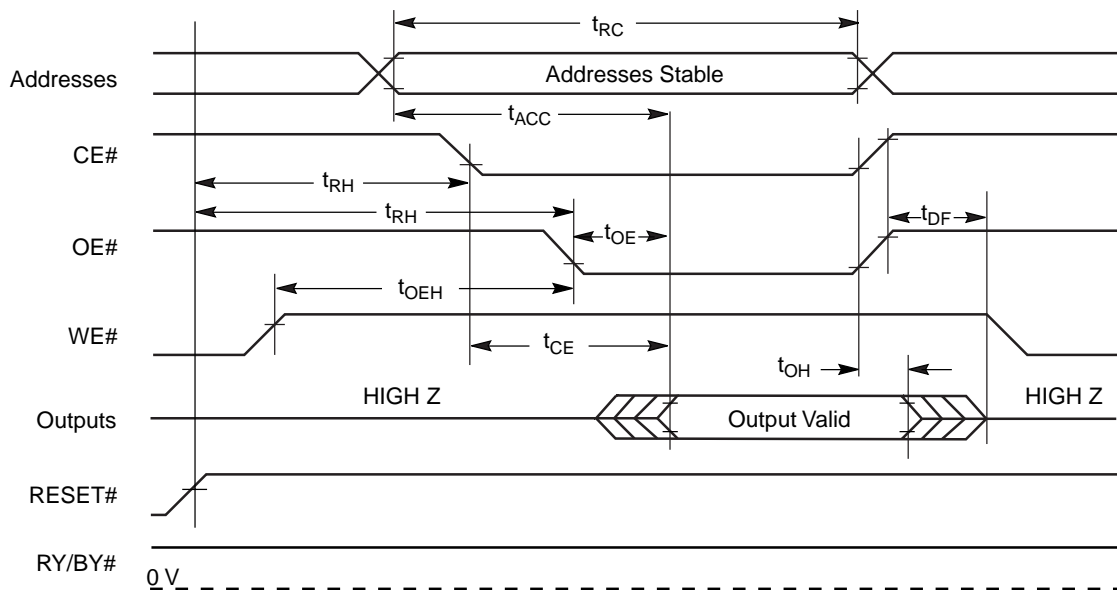 tRC
Addresses
Addresses Stable
tACC
CE#
tRH
tRH
tDF
OE#
tOE
tOEH
WE#
tCE
tOH
HIGH Z
HIGH Z
Outputs
Output Valid
RESET#
RY/BY#
0 V